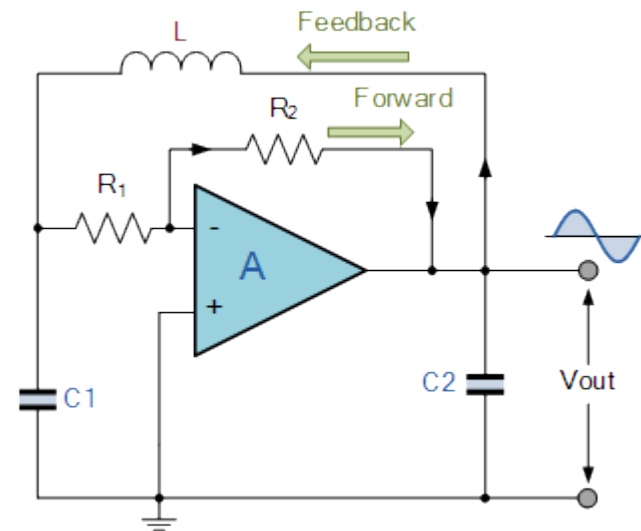 L
Feedback
Forward
R₂
R₁
-
A
+
C1
C2
Vout